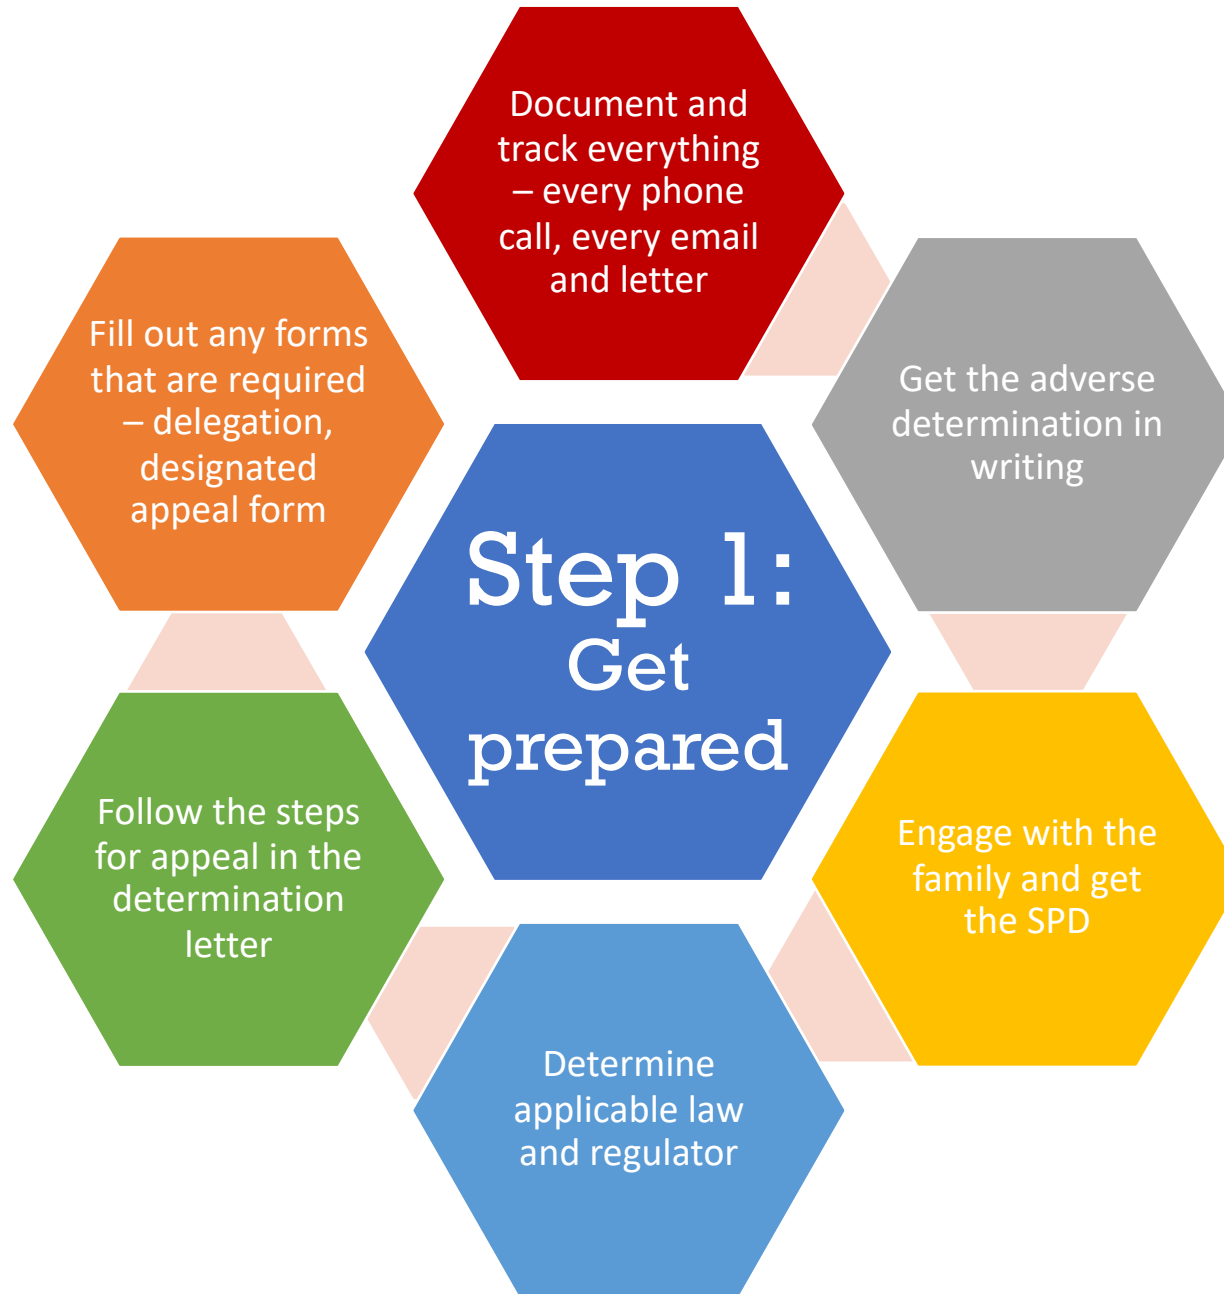 Document and
track everything
– every phone
call, every email
and letter
Get the adverse
determination in
writing
Engage with the
family and get
the SPD
Determine
applicable law
and regulator
Follow the steps
for appeal in the
determination
letter
Fill out any forms
that are required
– delegation,
designated
appeal form
Step 1:
Get
prepared